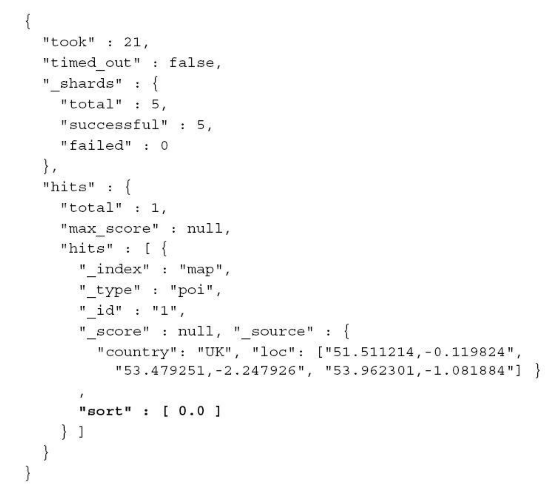 {
  "took" : 21,
  "timed_out" : false,
  "_shards" : {
    "total" : 5,
    "successful" : 5,
    "failed" : 0
  },
  "hits" : {
    "total" : 1,
    "max_score" : null,
    "hits" : [ {
      "_index" : "map",
      "_type" : "poi",
      "_id" : "1",
      "_score" : null, "_source" : {
        "country": "UK", "loc": ["51.511214,-0.119824",
          "53.479251,-2.247926", "53.962301,-1.081884"] }
      ,
      "sort" : [ 0.0 ]
    } ]
  }
}